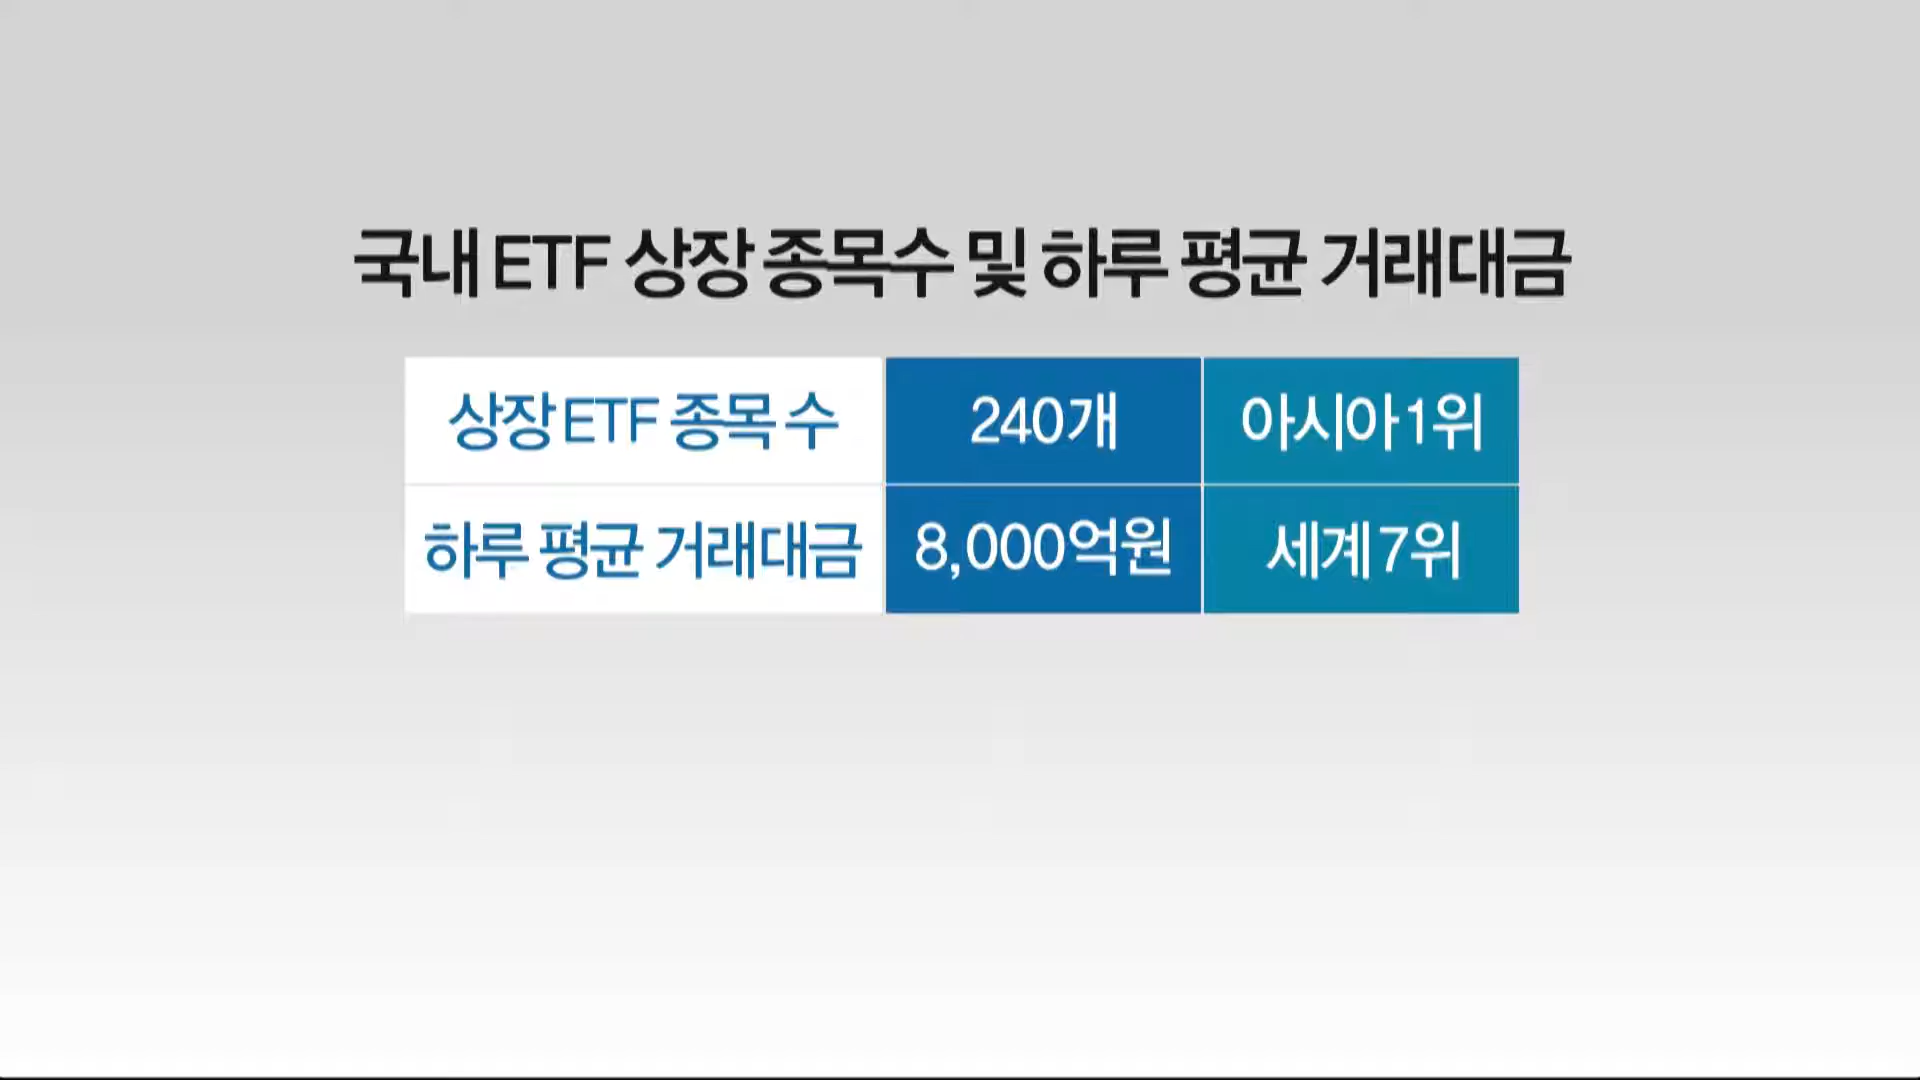 국내 ETF 상장 종목수 및 하루 평균 거래대금
상장 ETF 종목 수 240개 아시아 1위
하루 평균 거래대금 8,000억원 세계 7위